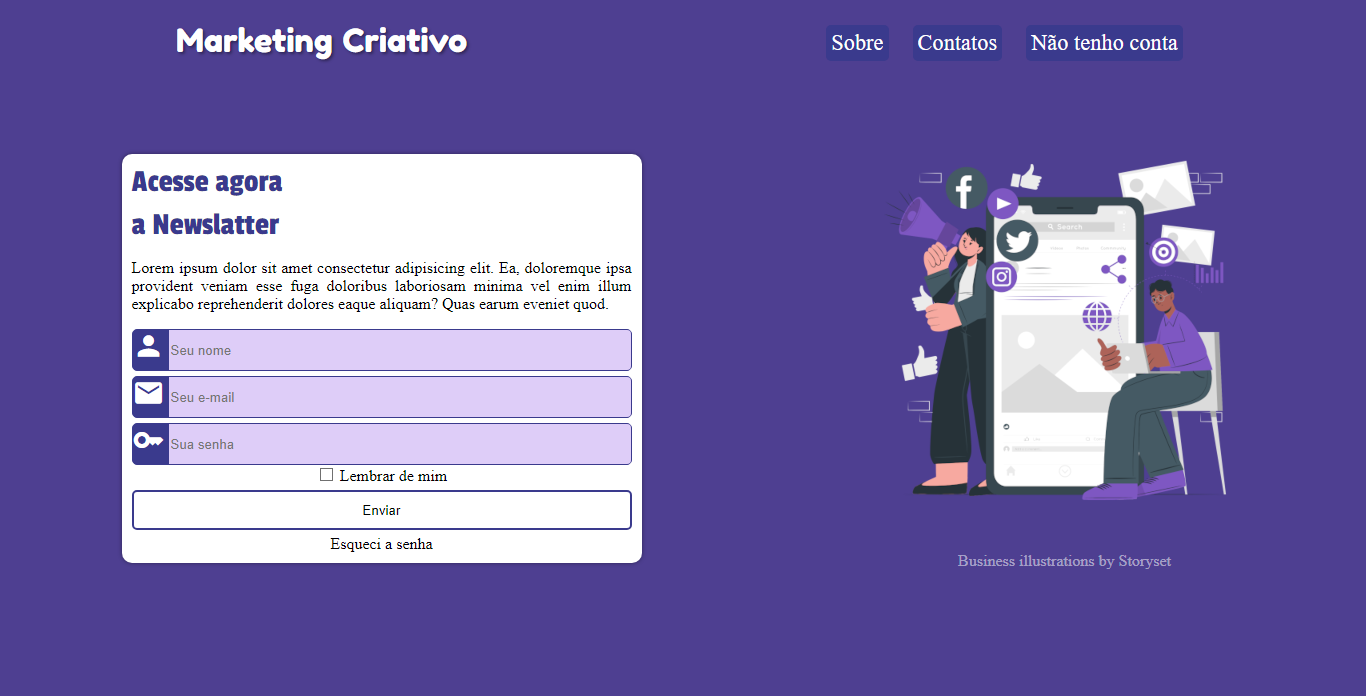 Marketing Criativo
Sobre
Contatos
Não tenho conta
Acesse agora
a Newslatter
Lorem ipsum dolor sit amet consectetur adipisicing elit. Ea, doloremque ipsa
provident veniam esse fuga doloribus laboriosam minima vel enim illum
explicabo reprehenderit dolores eaque aliquam? Quas earum eveniet quod.
Seu nome
Seu e-mail
Sua senha
Lembrar de mim
Enviar
Esqueci a senha
Search
Business illustrations by Storyset